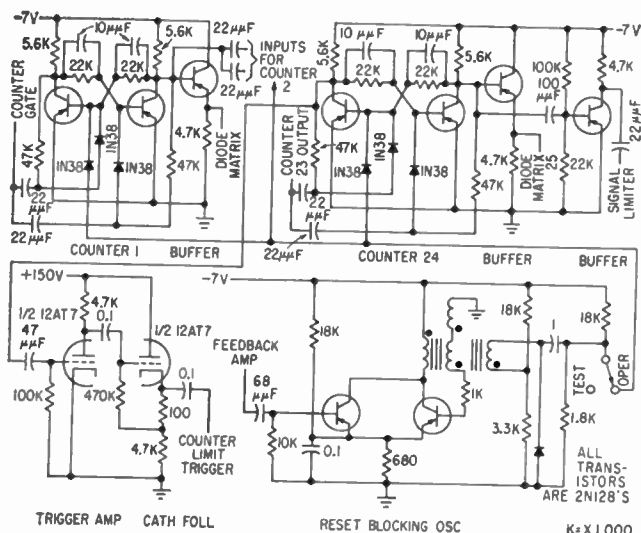 -7V
22μμF
5.6K
10μμF
5.6K
22K
22K
22μμF
INPUTS
FOR
COUNTER
2
COUNTER
GATE
47K
1N38
1N38
1N38
47K
4.7K
DIODE
MATRIX
22
μμF
22μμF
COUNTER 1
BUFFER
-7V
5.6K
10 μμF
10μμF
5.6K
22K
22K
100K
100
μμF
4.7K
22μμF
COUNTER
23 OUTPUT
47K
1N38
1N38
1N38
47K
4.7K
DIODE
MATRIX
25
22K
SIGNAL
LIMITER
22
μμF
22μμF
COUNTER 24
BUFFER
BUFFER
+150V
1/2 12AT7
4.7K
0.1
1/2 12AT7
47
μμF
100K
470K
0.1
100
4.7K
COUNTER
LIMIT
TRIGGER
TRIGGER AMP
CATH FOLL
-7V
18K
FEEDBACK
AMP
68
μμF
10K
0.1
680
1K
18K
1
18K
3.3K
1.8K
TEST
OPER
ALL
TRANS-
ISTORS
ARE 2N128'S
RESET BLOCKING OSC
K=X1,000